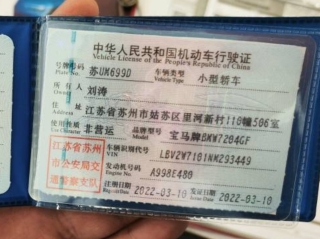 中华人民共和国机动车行驶证
Vehicle License of the People's Republic of China
号牌号码 Plate No. 苏UM699D 车辆类型 Vehicle Type 小型轿车
所有人 Owner 刘涛
住址 江苏省苏州市姑苏区里河新村118幢506室
使用性质 Use Character 非营运 品牌型号 Model 宝马牌BMW7204GF
江苏省苏州
市公安局交
通警察支队
车辆识别代号 VIN LBV2W7101NM293449
发动机号码 Engine No. A998E480
注册日期 2022-03-10 发证日期 2022-03-10